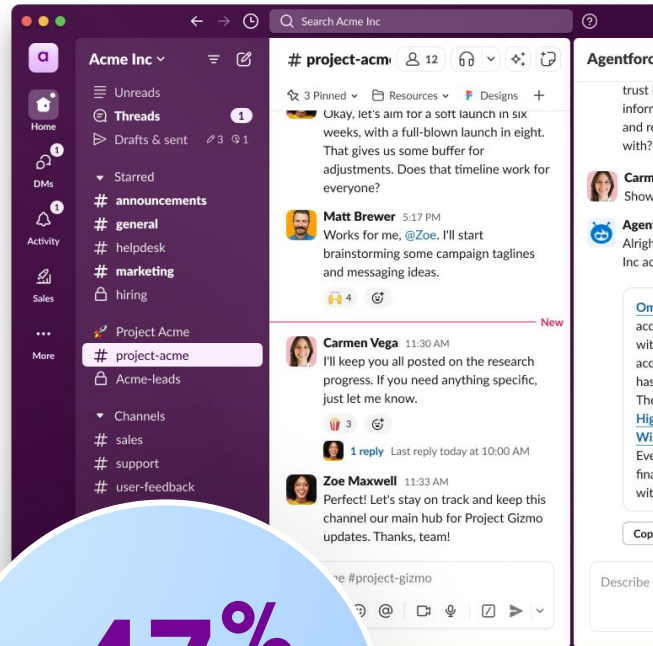 Search Acme Inc
a
Home
DMs
1
Activity
1
Sales
More
Acme Inc
Unreads
Threads
1
Drafts & sent
3
1
Starred
# announcements
# general
# helpdesk
# marketing
hiring
Project Acme
# project-acme
Acme-leads
Channels
# sales
# support
# user-feedback
# project-acm
12
3 Pinned
Resources
Designs
Okay, let's aim for a soft launch in six
weeks, with a full-blown launch in eight.
That gives us some buffer for
adjustments. Does that timeline work for
everyone?
Matt Brewer 5:17 PM
Works for me, @Zoe. I'll start
brainstorming some campaign taglines
and messaging ideas.
4
New
Carmen Vega 11:30 AM
I'll keep you all posted on the research
progress. If you need anything specific,
just let me know.
3
1 reply Last reply today at 10:00 AM
Zoe Maxwell 11:33 AM
Perfect! Let's stay on track and keep this
channel our main hub for Project Gizmo
updates. Thanks, team!
#project-gizmo
Agentforc
trust
inform
and re
with?
Carm
Show
Agen
Alrigh
Inc ac
Om
acc
with
acc
has
The
Hig
Wi
Eve
fina
wit
Cop
Describe
47%